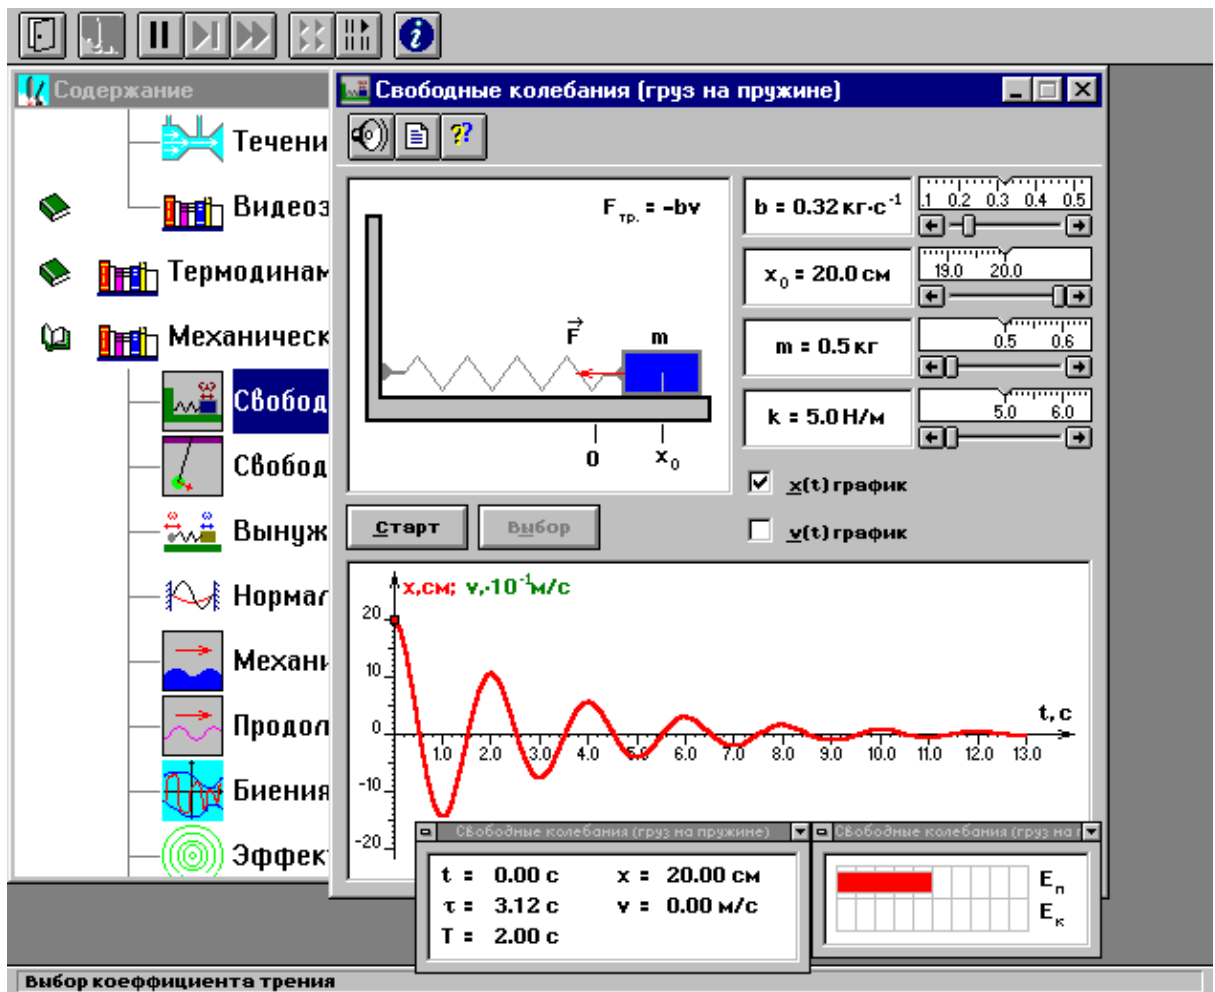 Содержание
Течени
Видеоз
Термодинам
Механическ
Свобод
Свобод
Вынуж
Нормал
Механи
Продол
Биения
Эффек
Свободные колебания (груз на пружине)
F тр. = -bv
F
m
0
x0
b = 0.32 кг·с-1
.1 0.2 0.3 0.4 0.5
x0 = 20.0 см
19.0 20.0
m = 0.5 кг
0.5 0.6
k = 5.0 Н/м
5.0 6.0
x(t) график
v(t) график
Старт
Выбор
x,см; v,·10-1м/с
20
10
0
-10
-20
1.0 2.0 3.0 4.0 5.0 6.0 7.0 8.0 9.0 10.0 11.0 12.0 13.0
t, с
Свободные колебания (груз на пружине)
t = 0.00 с x = 20.00 см
τ = 3.12 с v = 0.00 м/с
T = 2.00 с
Свободные колебания (груз на
Eп
Eк
Выбор коеффициента трения